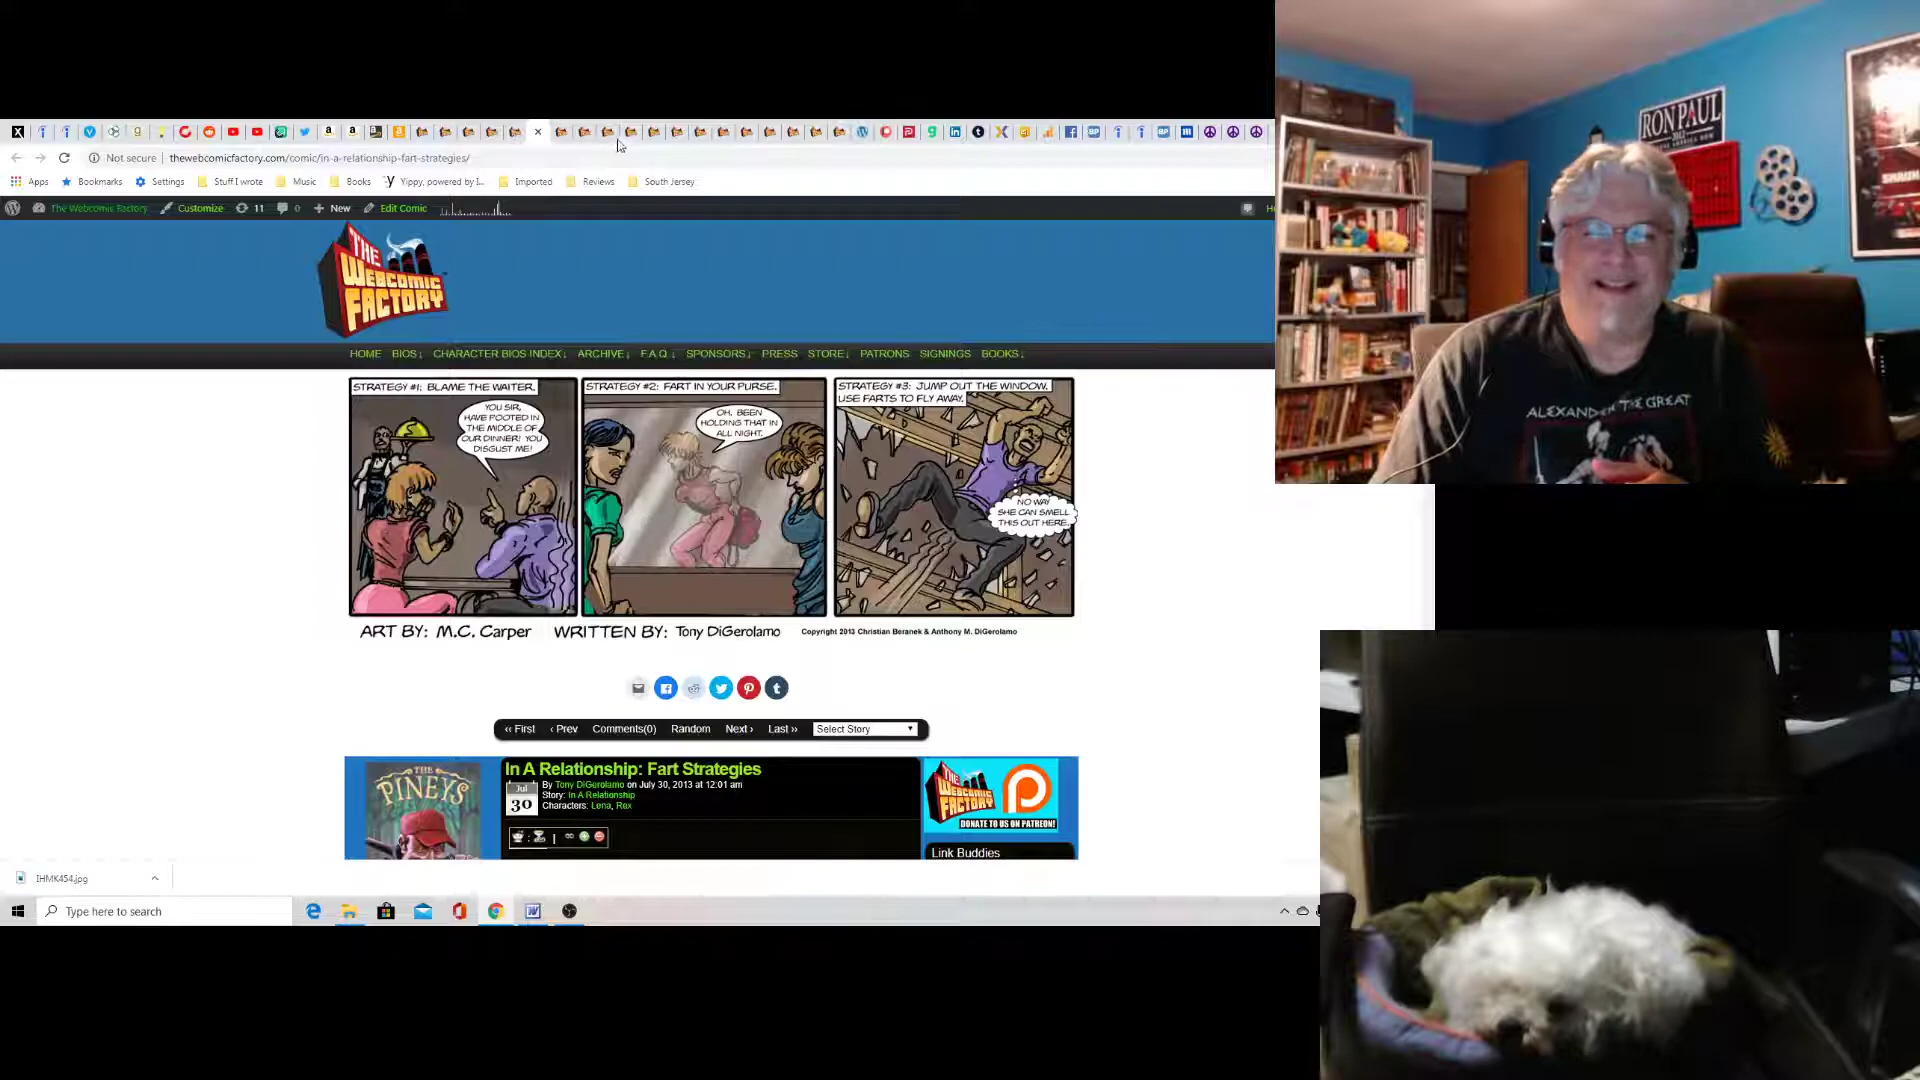 Not secure | thewebcomicfactory.com/comic/in-a-relationship-fart-strategies/
Apps Bookmarks Settings Stuff I wrote Music Books Yippy, powered by I... Imported Reviews South Jersey
The Webcomic Factory Customize 11 0 New Edit Comic
THE
WEBCOMIC
FACTORY
HOME BIOS↓ CHARACTER BIOS INDEX↓ ARCHIVE↓ F.A.Q.↓ SPONSORS↓ PRESS STORE↓ PATRONS SIGNINGS BOOKS↓
STRATEGY #1: BLAME THE WAITER.
YOU SIR,
HAVE POOTED IN
THE MIDDLE OF
OUR DINNER! YOU
DISGUST ME!
STRATEGY #2: FART IN YOUR PURSE.
OH, BEEN
HOLDING THAT IN
ALL NIGHT.
STRATEGY #3: JUMP OUT THE WINDOW.
USE FARTS TO FLY AWAY.
NO WAY
SHE CAN SMELL
THIS OUT HERE.
ART BY: M.C. Carper WRITTEN BY: Tony DiGerolamo Copyright 2013 Christian Beranek & Anthony M. DiGerolamo
‹‹ First ‹ Prev Comments(0) Random Next › Last ›› Select Story
THE
PINEYS
In A Relationship: Fart Strategies
Jul
30
By Tony DiGerolamo on July 30, 2013 at 12:01 am
Story: In A Relationship
Characters: Lena, Rex
THE
WEBCOMIC
FACTORY
DONATE TO US ON PATREON!
Link Buddies
IHMK454.jpg
Type here to search
RON PAUL
ALEXANDER THE GREAT